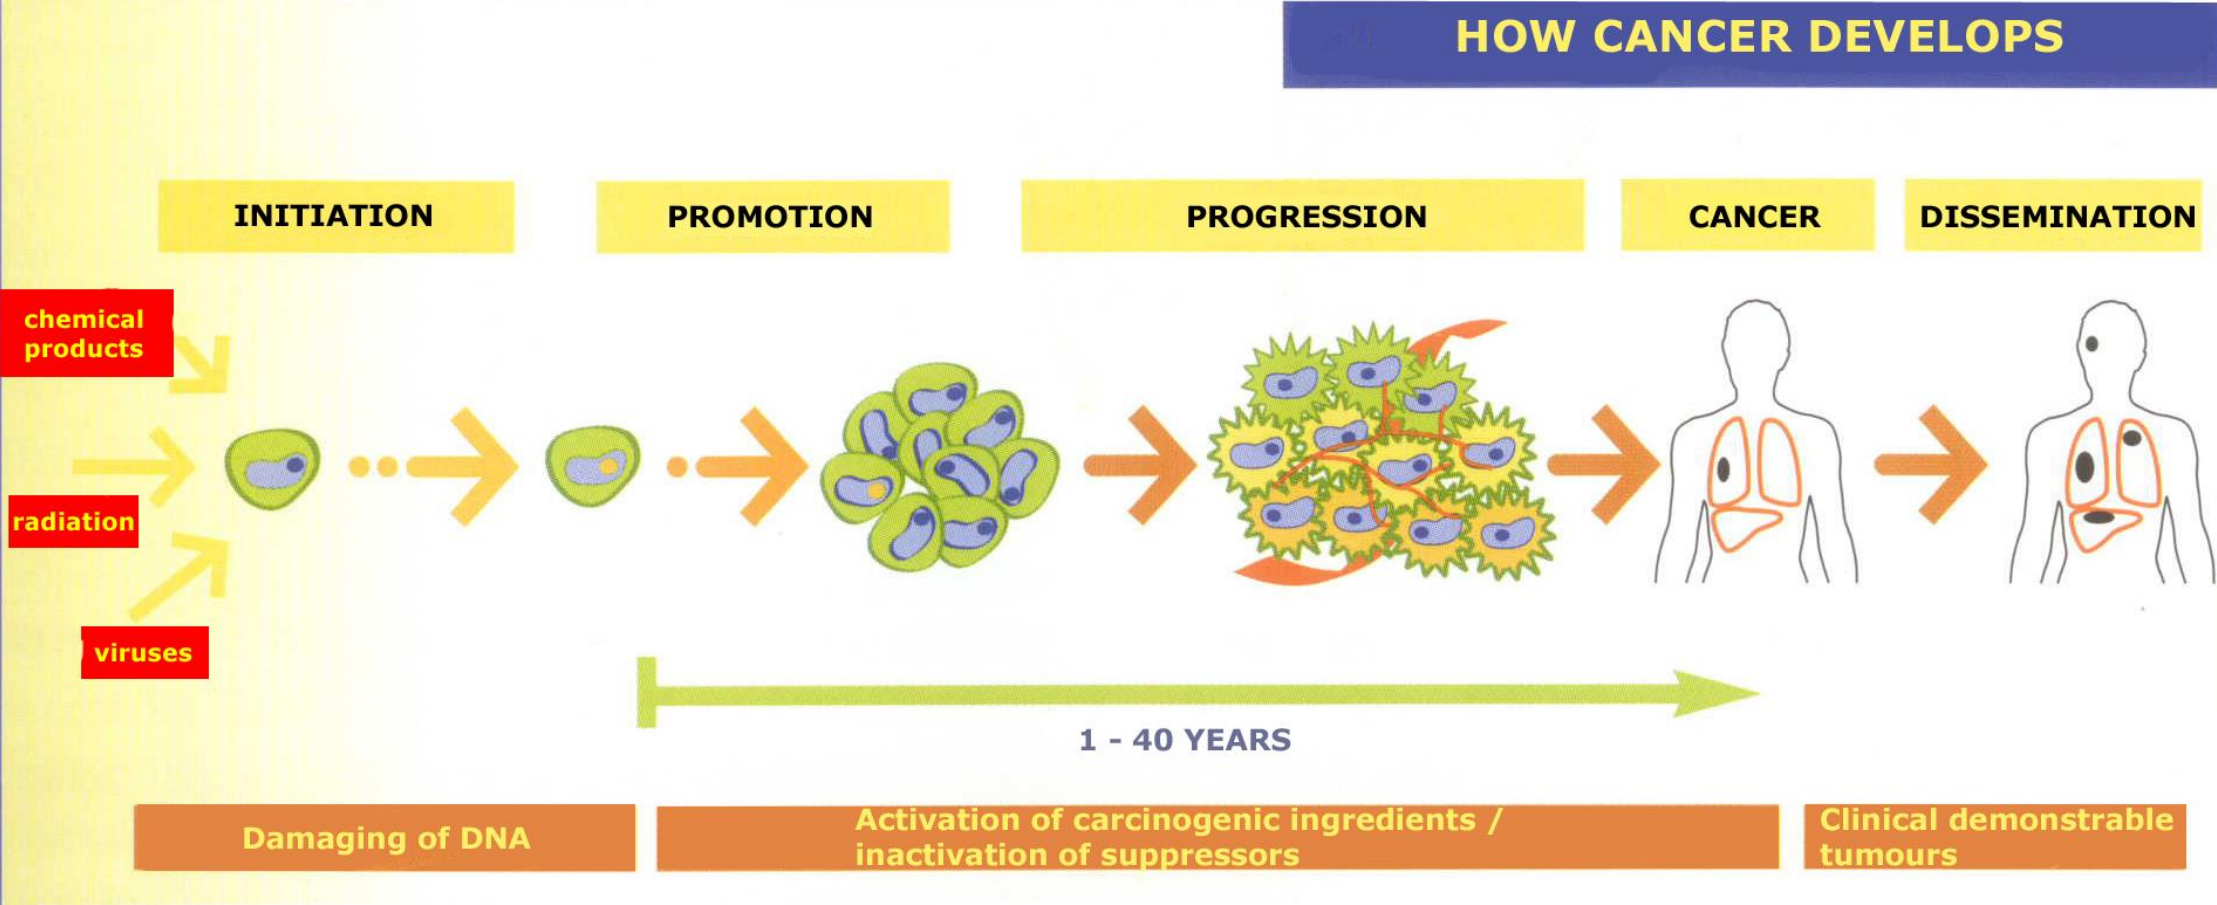 HOW CANCER DEVELOPS
INITIATION
PROMOTION
PROGRESSION
CANCER
DISSEMINATION
chemical
products
radiation
viruses
1 - 40 YEARS
Damaging of DNA
Activation of carcinogenic ingredients /
inactivation of suppressors
Clinical demonstrable
tumours